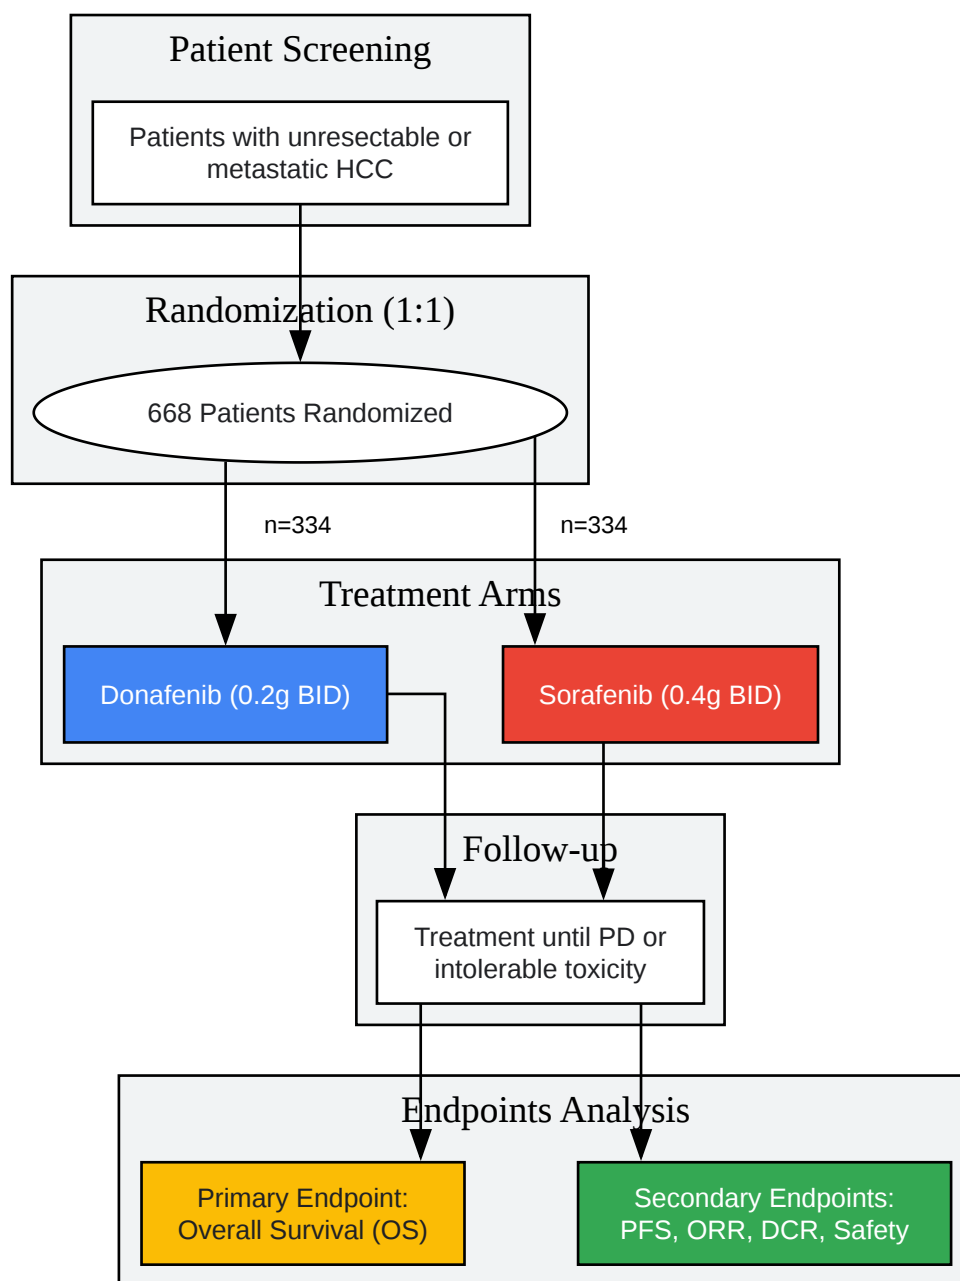 Patient Screening
Patients with unresectable or
metastatic HCC
Randomization (1:1)
668 Patients Randomized
n=334
n=334
Treatment Arms
Donafenib (0.2g BID)
Sorafenib (0.4g BID)
Follow-up
Treatment until PD or
intolerable toxicity
Endpoints Analysis
Primary Endpoint:
Overall Survival (OS)
Secondary Endpoints:
PFS, ORR, DCR, Safety